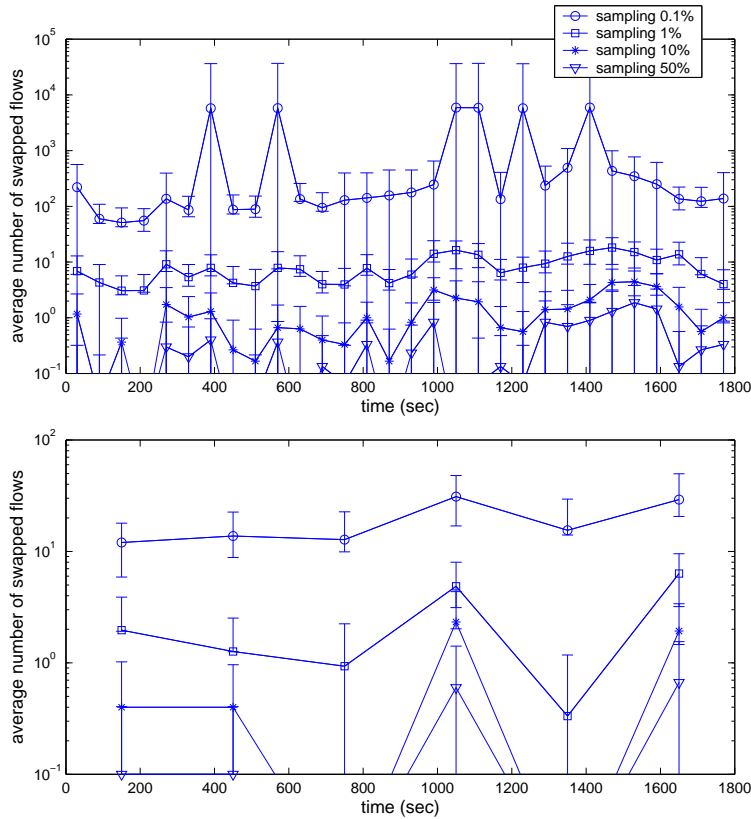 sampling 0.1%
sampling 1%
sampling 10%
sampling 50%
average number of swapped flows
10^5
10^4
10^3
10^2
10^1
10^0
10^-1
0 200 400 600 800 1000 1200 1400 1600 1800
time (sec)
average number of swapped flows
10^2
10^1
10^0
10^-1
0 200 400 600 800 1000 1200 1400 1600 1800
time (sec)